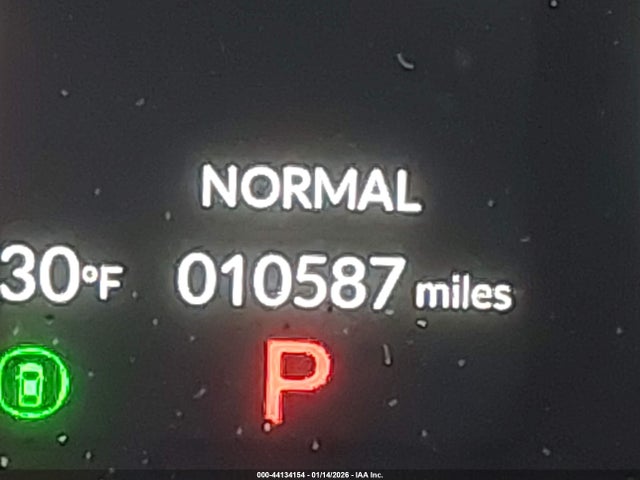 NORMAL
30°F 010587 miles
P
000-44134154 - 01/14/2026 - IAA Inc.